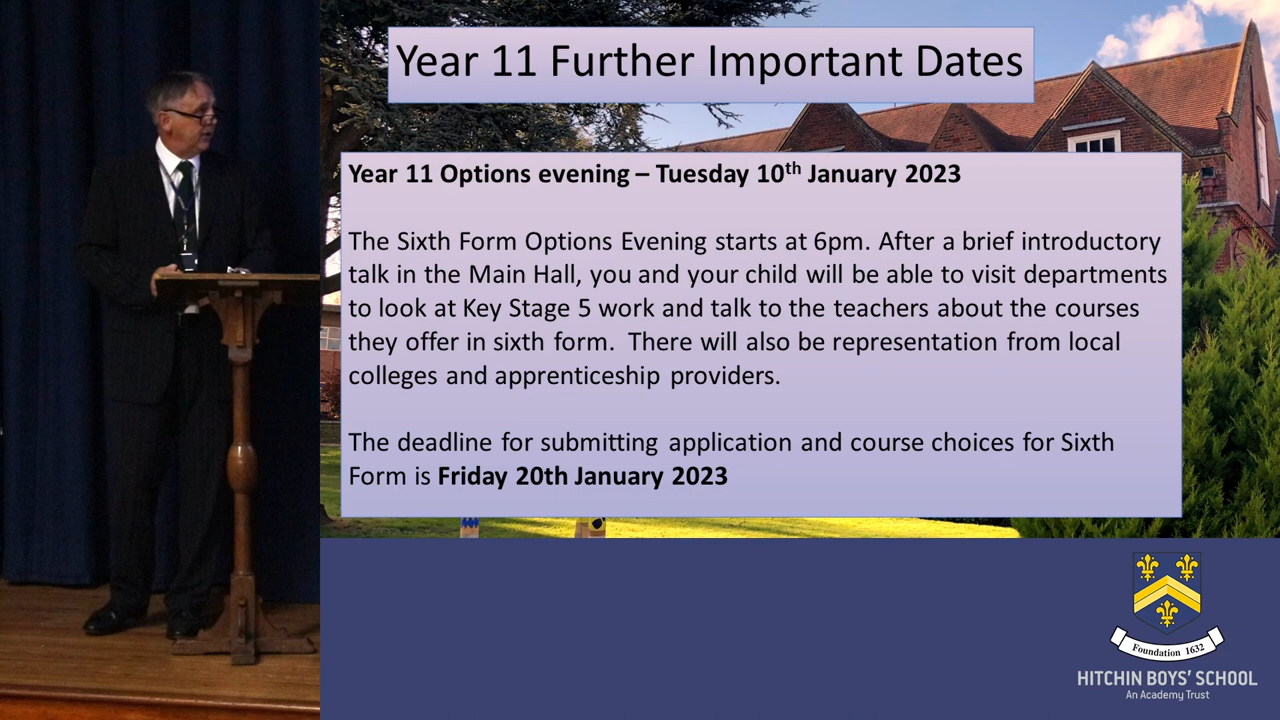 Year 11 Further Important Dates
Year 11 Options evening – Tuesday 10th January 2023
The Sixth Form Options Evening starts at 6pm. After a brief introductory
talk in the Main Hall, you and your child will be able to visit departments
to look at Key Stage 5 work and talk to the teachers about the courses
they offer in sixth form. There will also be representation from local
colleges and apprenticeship providers.
The deadline for submitting application and course choices for Sixth
Form is Friday 20th January 2023
Foundation 1632
HITCHIN BOYS' SCHOOL
An Academy Trust